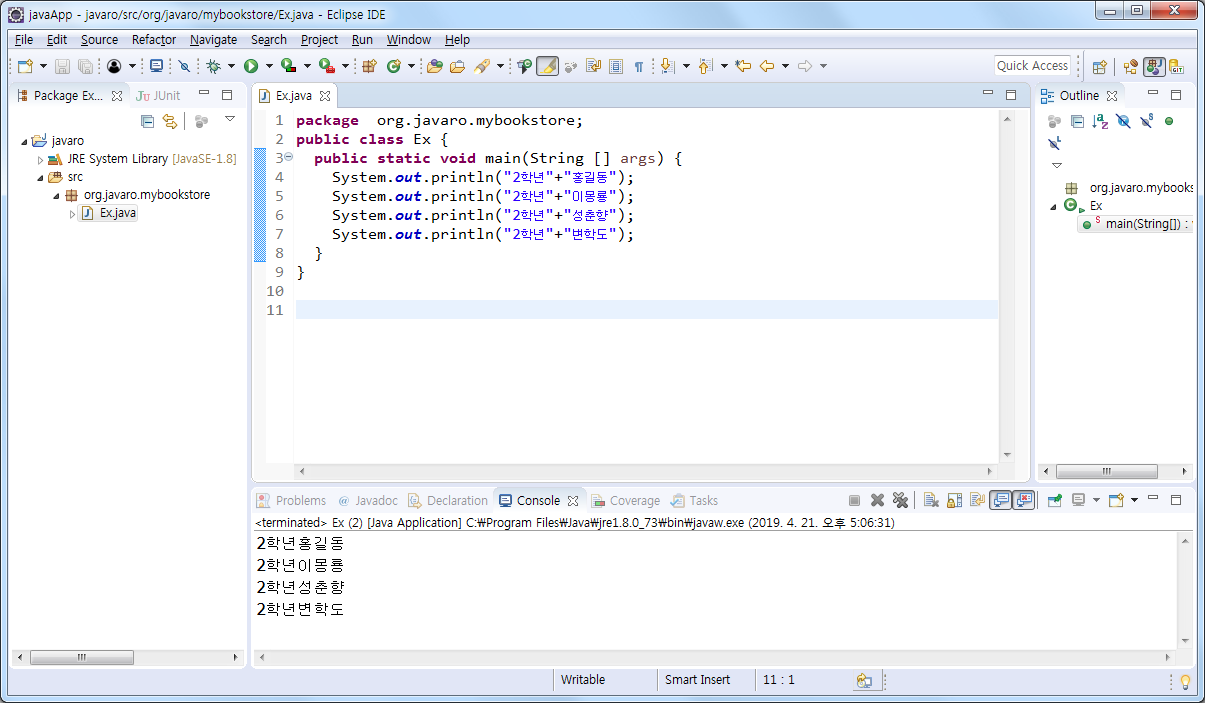 javaApp - javaro/src/org/javaro/mybookstore/Ex.java - Eclipse IDE
File Edit Source Refactor Navigate Search Project Run Window Help
Quick Access
Package Ex... JUnit
javaro
JRE System Library [JavaSE-1.8]
src
org.javaro.mybookstore
Ex.java
Ex.java
1 package  org.javaro.mybookstore;
2 public class Ex {
3   public static void main(String [] args) {
4     System.out.println("2학년"+"홍길동");
5     System.out.println("2학년"+"이몽룡");
6     System.out.println("2학년"+"성춘향");
7     System.out.println("2학년"+"변학도");
8   }
9 }
10
11
Outline
org.javaro.mybooks
Ex
main(String[]) :
Problems Javadoc Declaration Console Coverage Tasks
<terminated> Ex (2) [Java Application] C:₩Program Files₩Java₩jre1.8.0_73₩bin₩javaw.exe (2019. 4. 21. 오후 5:06:31)
2학년홍길동
2학년이몽룡
2학년성춘향
2학년변학도
Writable Smart Insert 11 : 1